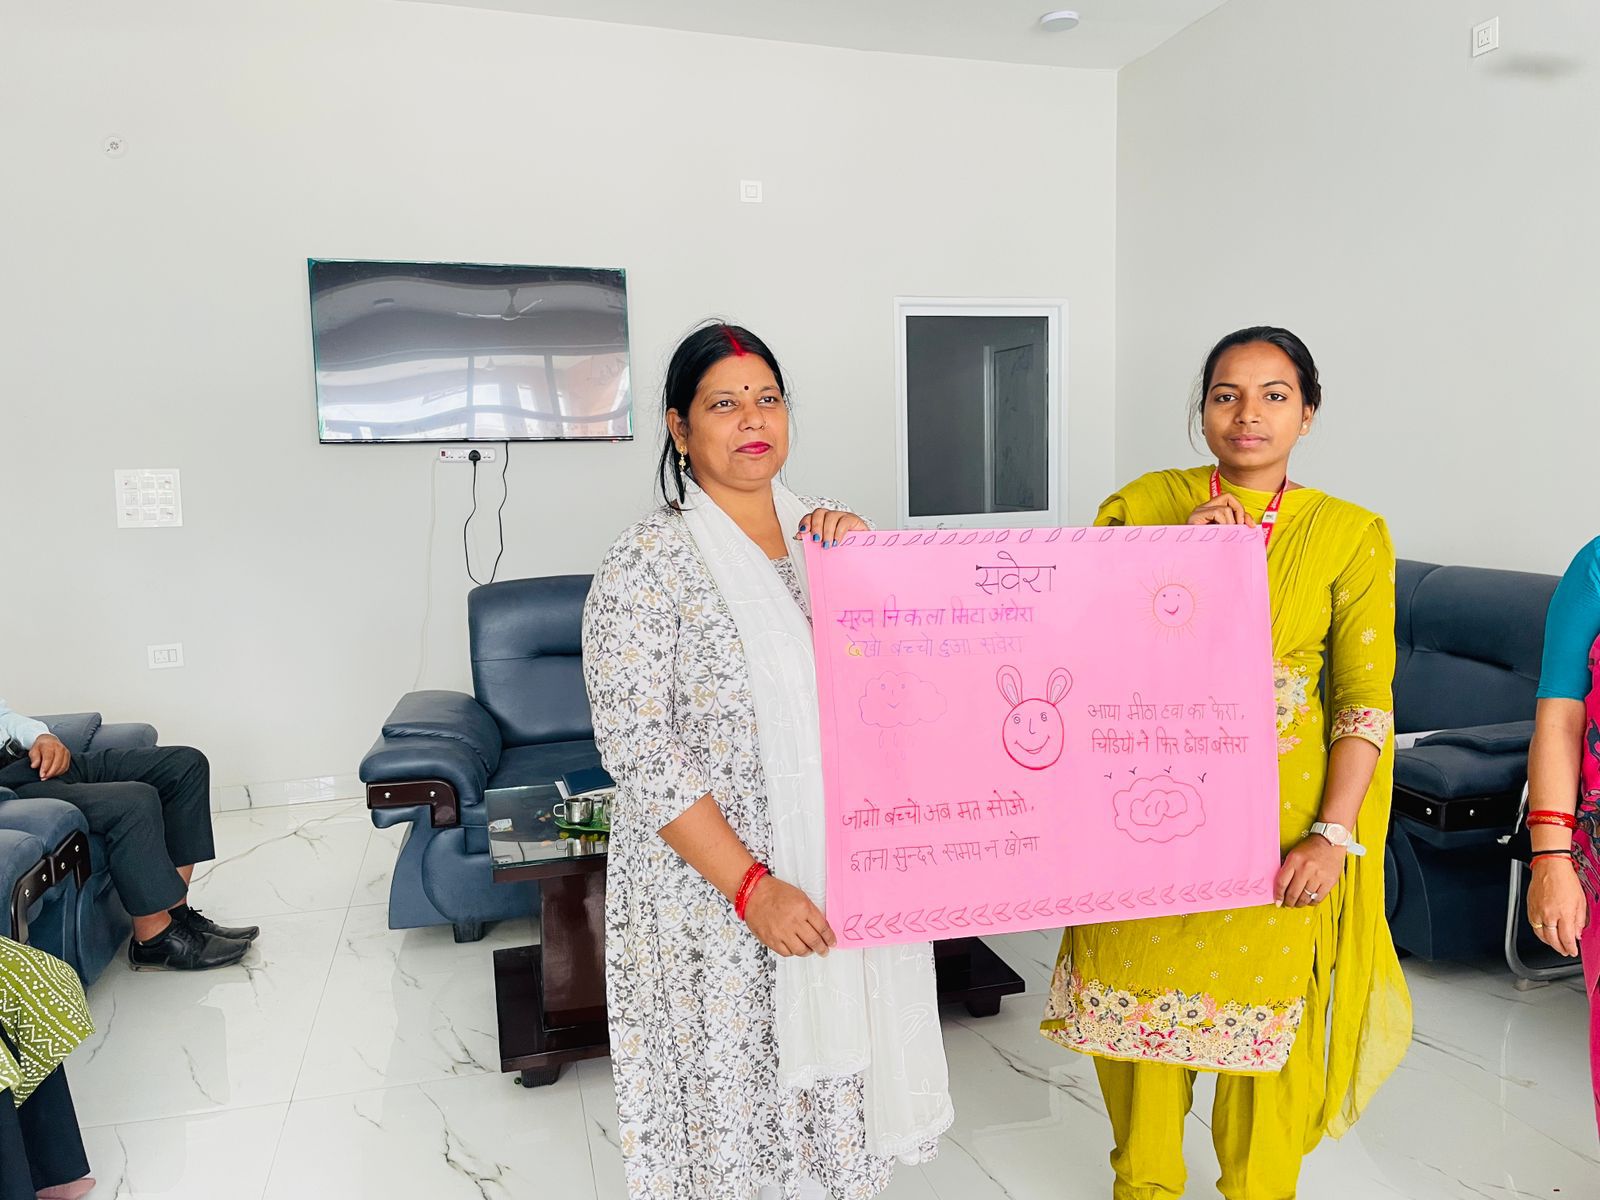 सवेरा
सूरज निकला मिटा अंधेरा
देखो बच्चो हुआ सवेरा
आया मीठा हवा का फेरा,
चिडियो ने फिर छोडा बसेरा
जागो बच्चो अब मत सोओ,
इतना सुन्दर समय न खोना